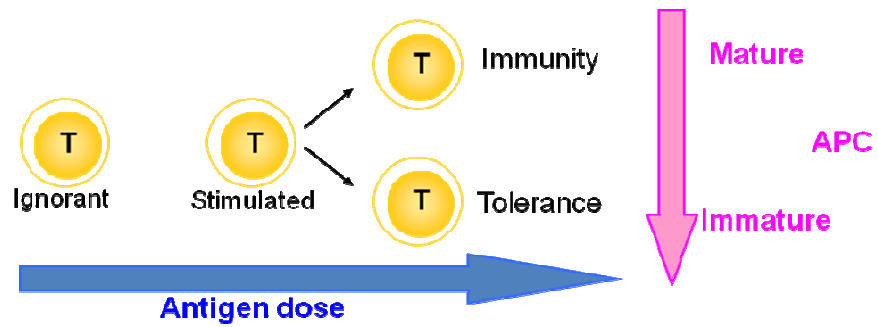 T
Immunity
Mature
T
T
APC
Ignorant
Stimulated
T
Tolerance
Immature
Antigen dose